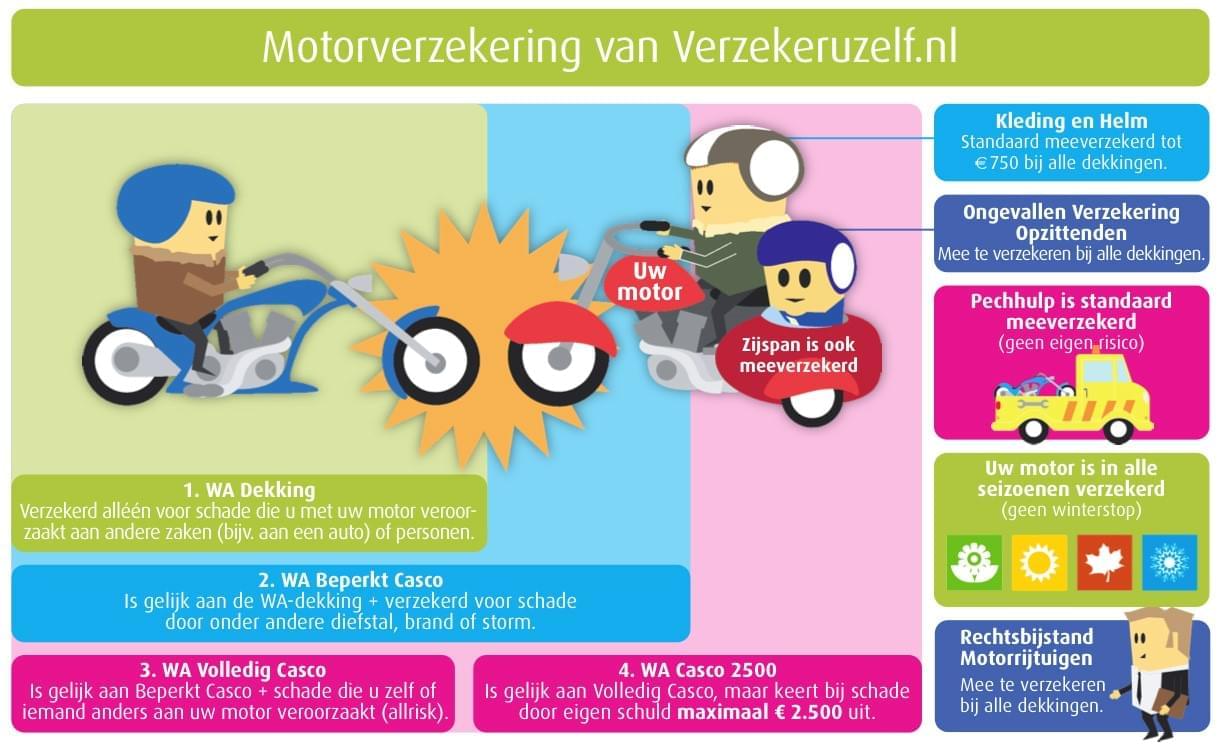 Motorverzekering van Verzekeruzelf.nl
Kleding en Helm
Standaard meeverzekerd tot
€ 750 bij alle dekkingen.
Ongevallen Verzekering
Opzittenden
Mee te verzekeren bij alle dekkingen.
Uw
motor
Zijspan is ook
meeverzekerd
Pechhulp is standaard
meeverzekerd
(geen eigen risico)
Uw motor is in alle
seizoenen verzekerd
(geen winterstop)
1. WA Dekking
Verzekerd alléén voor schade die u met uw motor veroor-
zaakt aan andere zaken (bijv. aan een auto) of personen.
2. WA Beperkt Casco
Is gelijk aan de WA-dekking + verzekerd voor schade
door onder andere diefstal, brand of storm.
3. WA Volledig Casco
Is gelijk aan Beperkt Casco + schade die u zelf of
iemand anders aan uw motor veroorzaakt (allrisk).
4. WA Casco 2500
Is gelijk aan Volledig Casco, maar keert bij schade
door eigen schuld maximaal € 2.500 uit.
Rechtsbijstand
Motorrijtuigen
Mee te verzekeren
bij alle dekkingen.